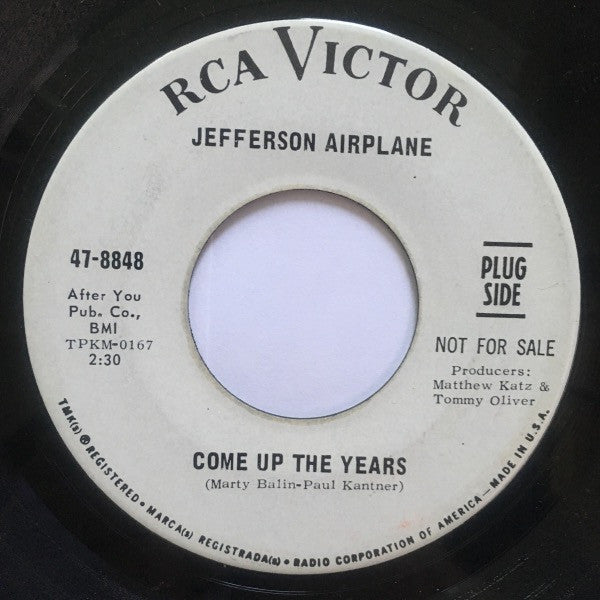 RCA VICTOR
JEFFERSON AIRPLANE
47-8848
After You
Pub. Co.,
BMI
TPKM-0167
2:30
PLUG
SIDE
NOT FOR SALE
Producers:
Matthew Katz &
Tommy Oliver
COME UP THE YEARS
(Marty Balin-Paul Kantner)
TMK(s) ® REGISTERED • MARCA(s) REGISTRADA(s) • RADIO CORPORATION OF AMERICA—MADE IN U.S.A.